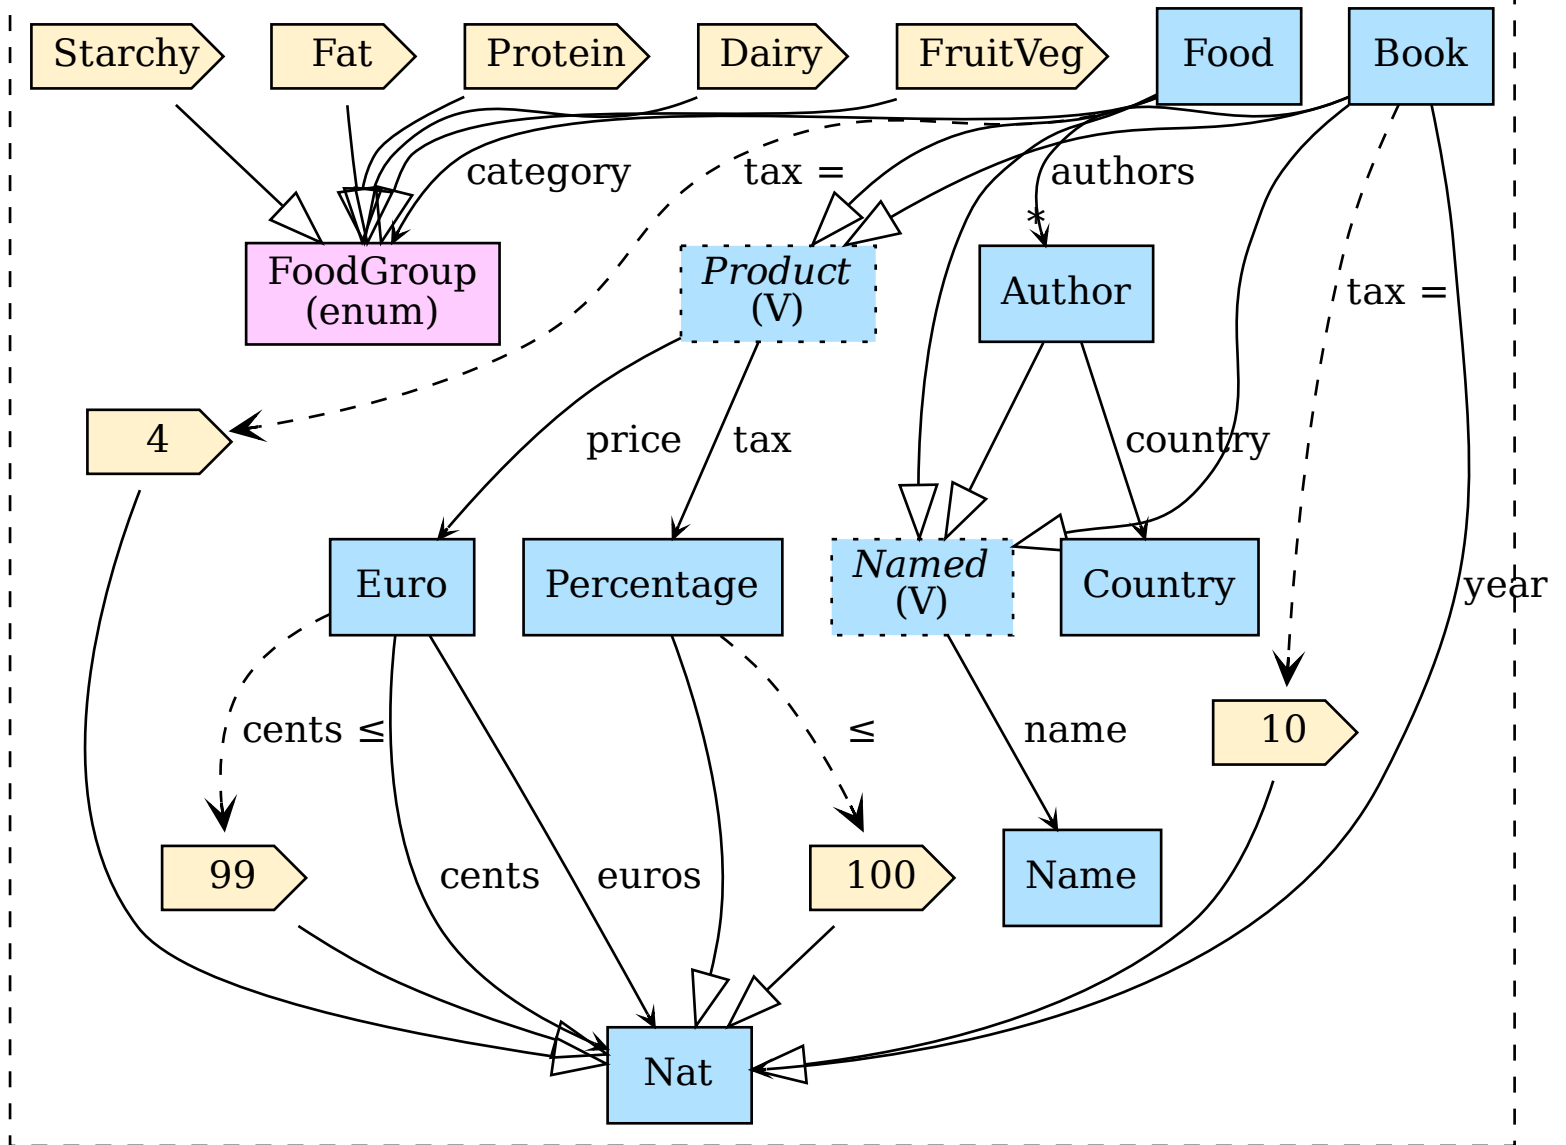 Starchy
Fat
Protein
Dairy
FruitVeg
Food
Book
category
tax =
authors
*
FoodGroup
(enum)
Product
(V)
Author
tax =
4
price
tax
country
Euro
Percentage
Named
(V)
Country
year
cents ≤
≤
name
10
99
cents
euros
100
Name
Nat